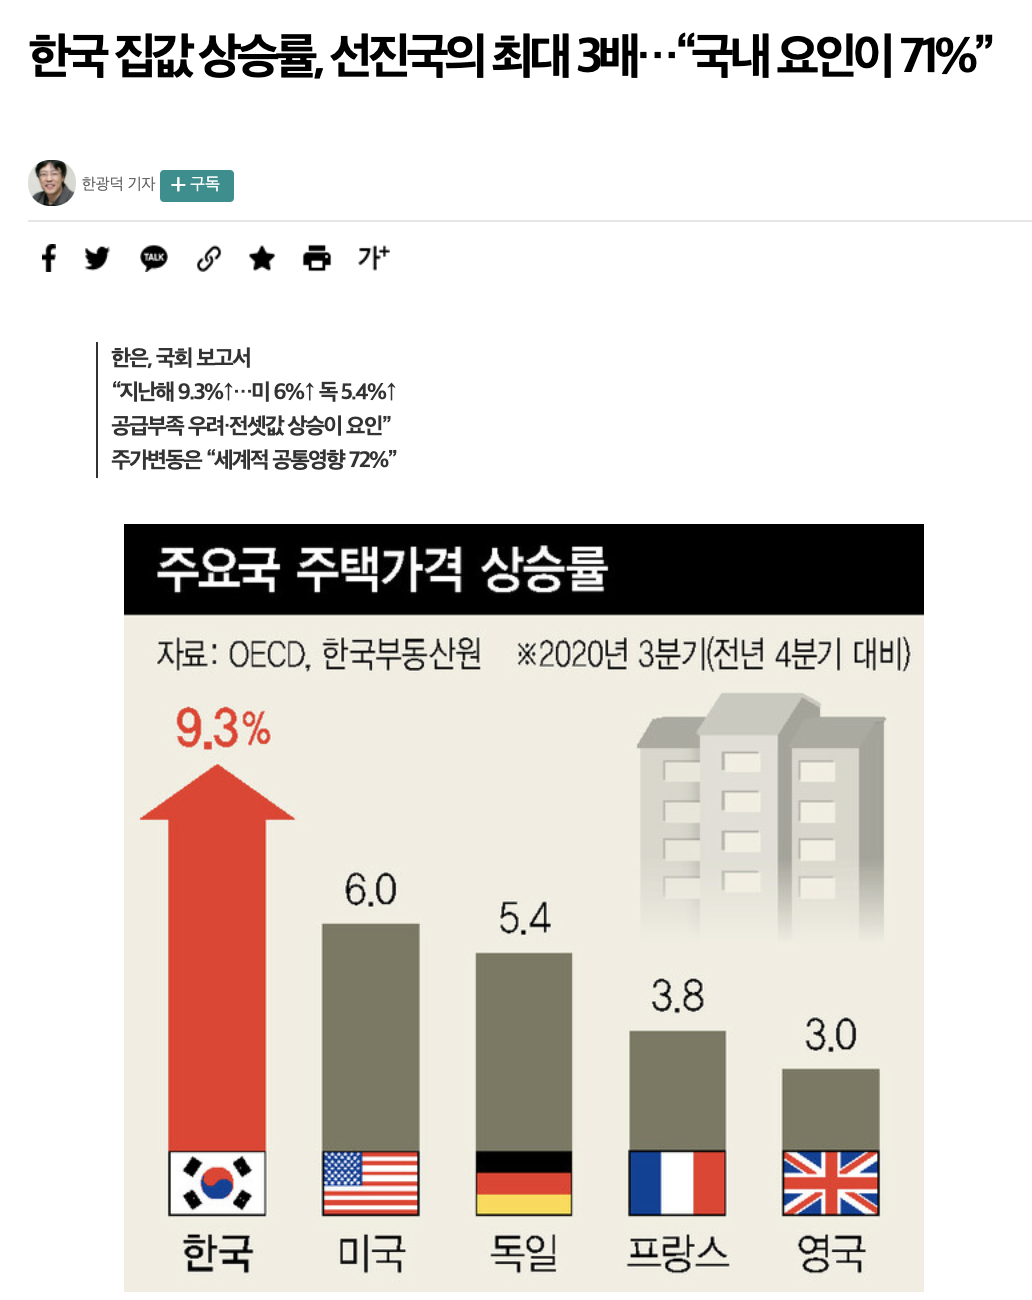 한국 집값 상승률, 선진국의 최대 3배…“국내 요인이 71%”
한광덕 기자 + 구독
TALK 가+
한은, 국회 보고서
“지난해 9.3%↑…미 6%↑ 독 5.4%↑
공급부족 우려·전셋값 상승이 요인”
주가변동은 “세계적 공통영향 72%”
주요국 주택가격 상승률
자료: OECD, 한국부동산원 ※2020년 3분기(전년 4분기 대비)
9.3%
6.0
5.4
3.8
3.0
한국 미국 독일 프랑스 영국